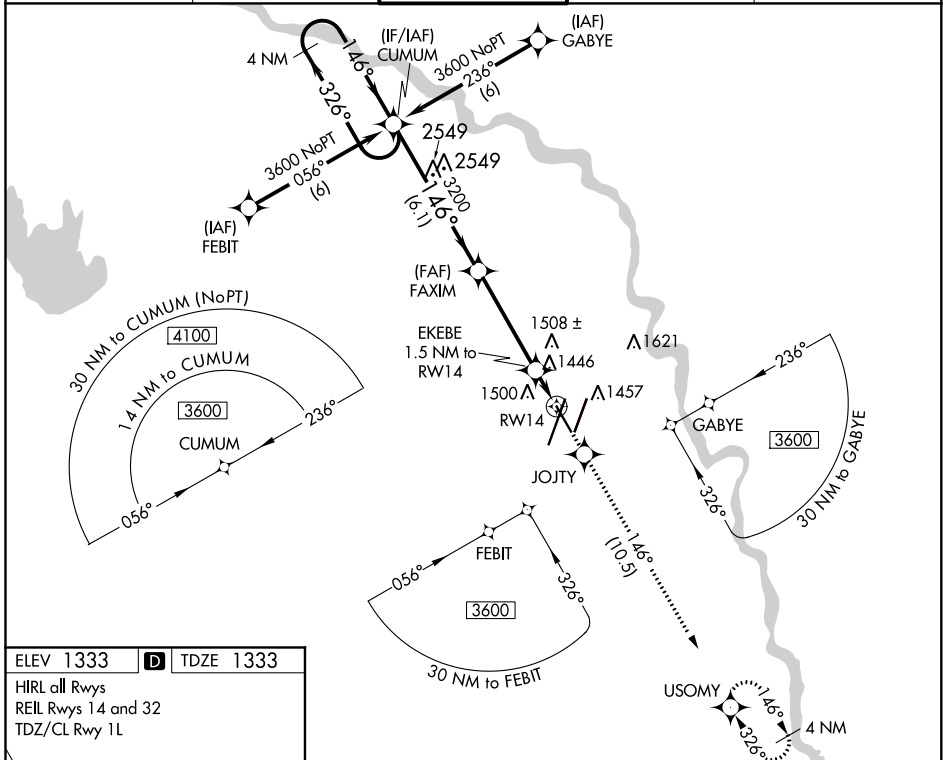 (IF/IAF)
CUMUM
(IAF)
GABYE
4 NM
146°
326°
3600 NoPT
236°
(6)
3600 NoPT
056°
(6)
2549
2549
3200
146°
(6.1)
(IAF)
FEBIT
(FAF)
FAXIM
30 NM to CUMUM (NoPT)
4100
14 NM to CUMUM
3600
CUMUM
236°
056°
EKEBE
1.5 NM to
RW14
1508 ±
1446
1621
1500
1457
RW14
JOJTY
236°
GABYE
3600
326°
30 NM to GABYE
056°
FEBIT
326°
3600
30 NM to FEBIT
146°
(10.5)
USOMY
146°
326°
4 NM
ELEV 1333 D TDZE 1333
HIRL all Rwys
REIL Rwys 14 and 32
TDZ/CL Rwy 1L